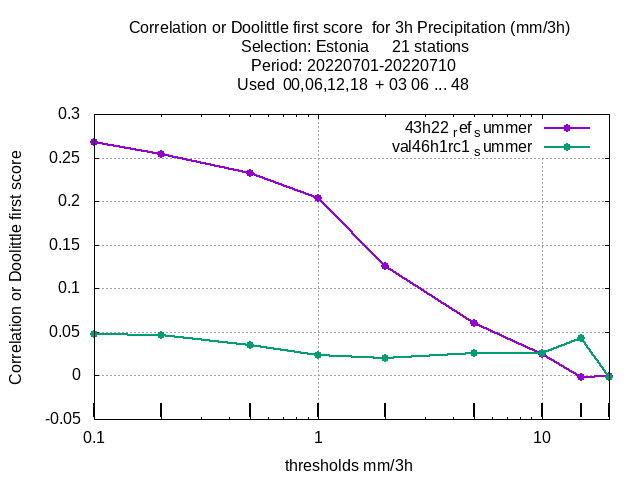 Correlation or Doolittle first score  for 3h Precipitation (mm/3h)
Selection: Estonia     21 stations
Period: 20220701-20220710
Used  00,06,12,18  + 03 06 ... 48
43h22 ref summer
val46h1rc1 summer
Correlation or Doolittle first score
0.3
0.25
0.2
0.15
0.1
0.05
0
-0.05
0.1
1
10
thresholds mm/3h